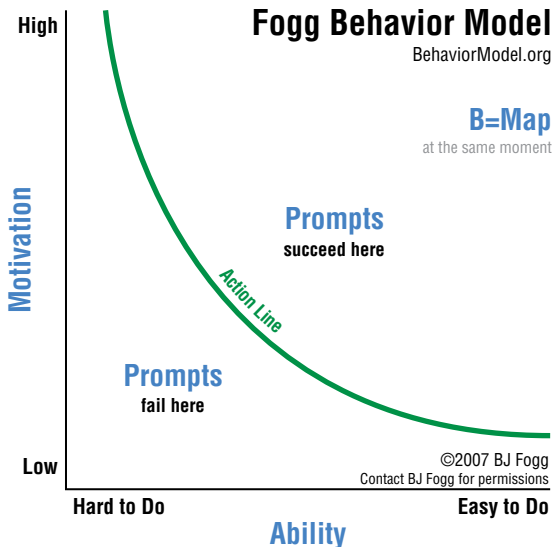 High
Fogg Behavior Model
BehaviorModel.org
B=Map
at the same moment
Motivation
Prompts
succeed here
Action Line
Prompts
fail here
Low
©2007 BJ Fogg
Contact BJ Fogg for permissions
Hard to Do
Easy to Do
Ability